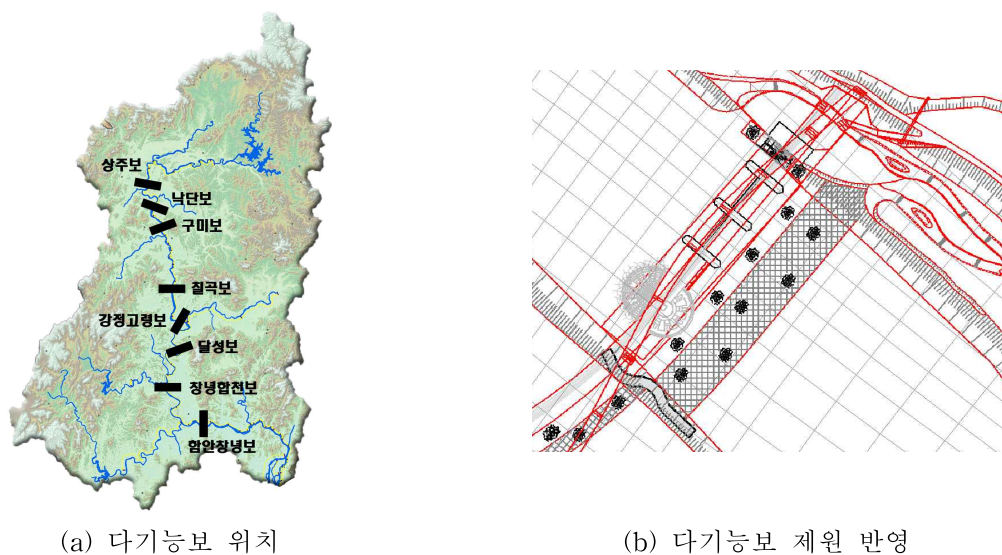 상주보
낙단보
구미보
칠곡보
강정고령보
달성보
창녕합천보
함안창녕보
(a) 다기능보 위치
(b) 다기능보 제원 반영